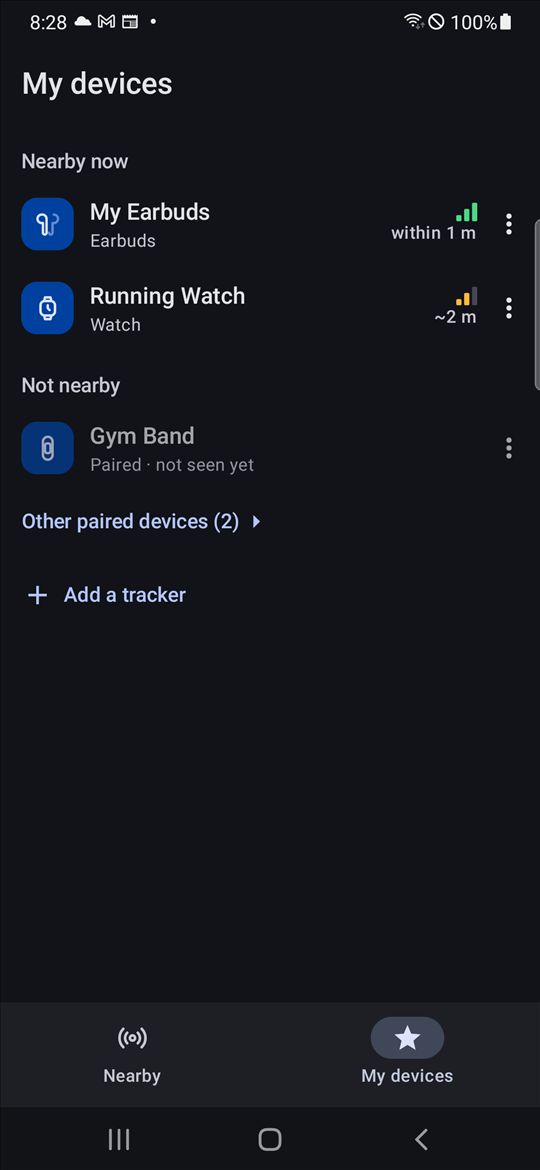 8:28
100%
My devices
Nearby now
My Earbuds
Earbuds
within 1 m
Running Watch
Watch
~2 m
Not nearby
Gym Band
Paired · not seen yet
Other paired devices (2)
Add a tracker
Nearby
My devices